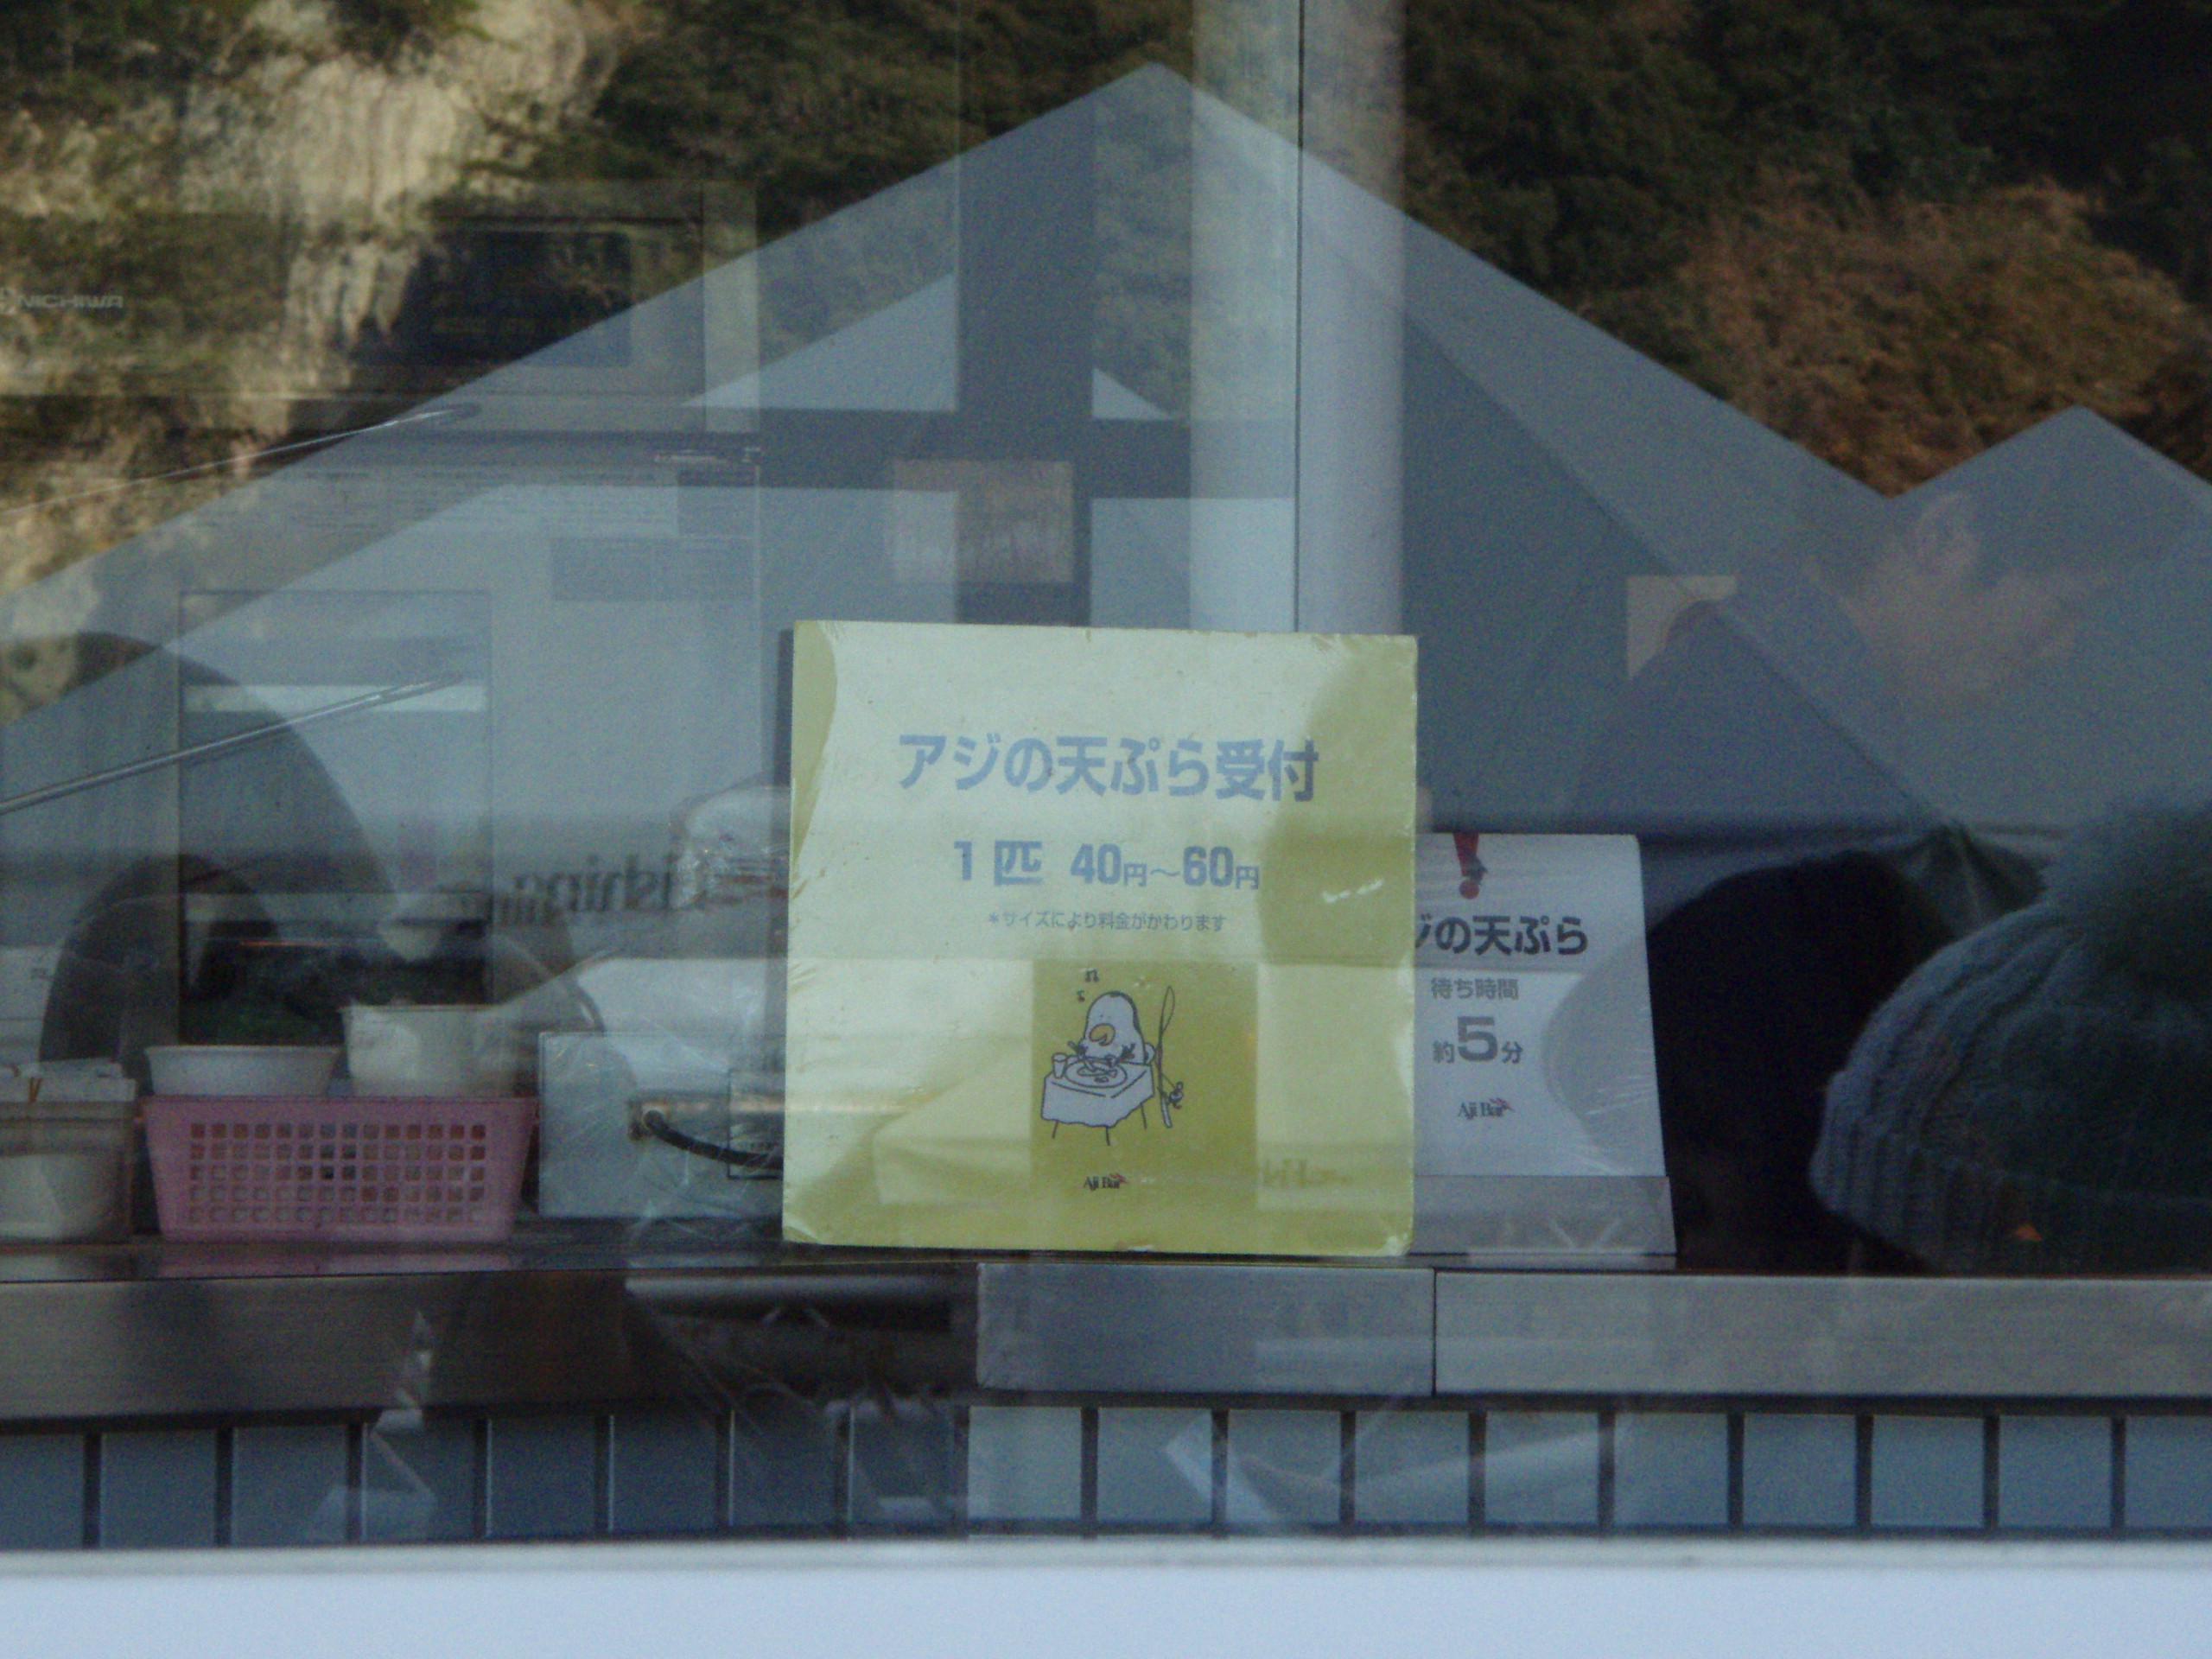 NICHIWA
アジの天ぷら受付
1匹 40円〜60円
＊サイズにより料金がかわります
Aji Bar
ジの天ぷら
待ち時間
約5分
Aji Bar